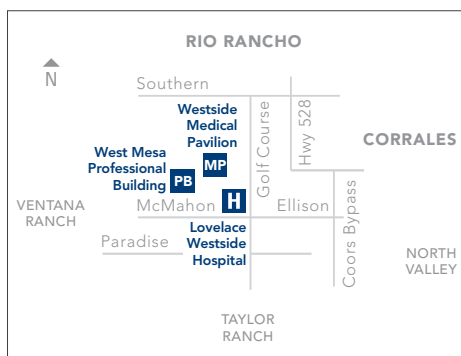 RIO RANCHO
N
Southern
Westside
Medical
Pavilion
Golf Course
Hwy 528
CORRALES
West Mesa
Professional
Building
MP
PB
H
VENTANA
RANCH
McMahon
Ellison
Coors Bypass
Lovelace
Westside
Hospital
Paradise
NORTH
VALLEY
TAYLOR
RANCH